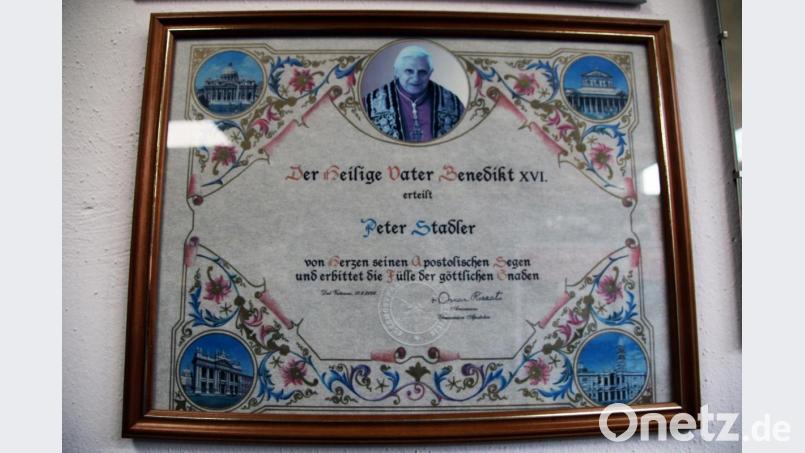 Der Heilige Vater Benedikt XVI.
erteilt
Peter Stadler
von Herzen seinen Apostolischen Segen
und erbittet die Fülle der göttlichen Gnaden
Onetz.de